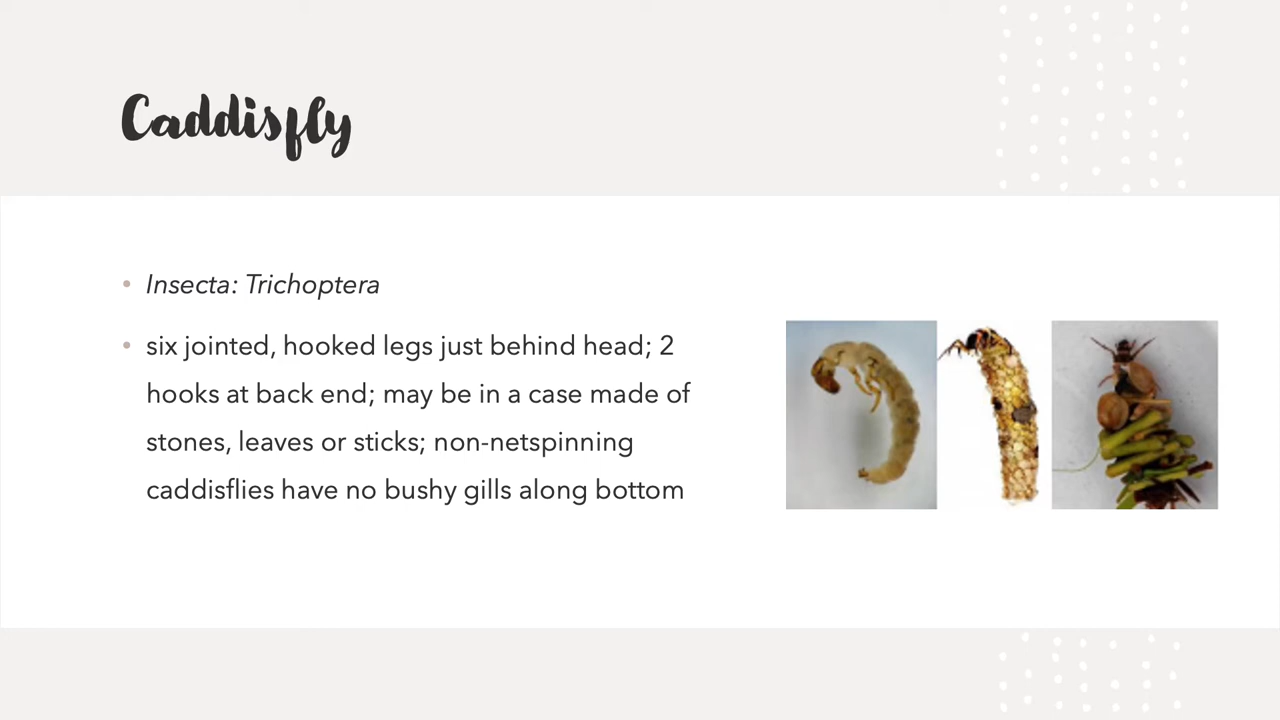 Caddisfly
Insecta: Trichoptera
six jointed, hooked legs just behind head; 2
hooks at back end; may be in a case made of
stones, leaves or sticks; non-netspinning
caddisflies have no bushy gills along bottom